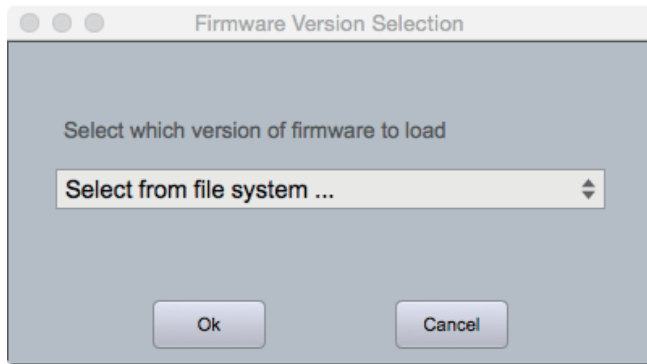 Firmware Version Selection
Select which version of firmware to load
Select from file system ...
Ok
Cancel